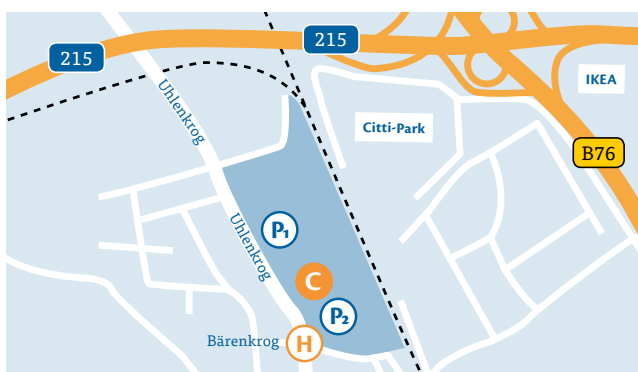 215
215
IKEA
Uhlenkrog
Citti-Park
B76
P1
Uhlenkrog
C
P2
Bärenkrog
H